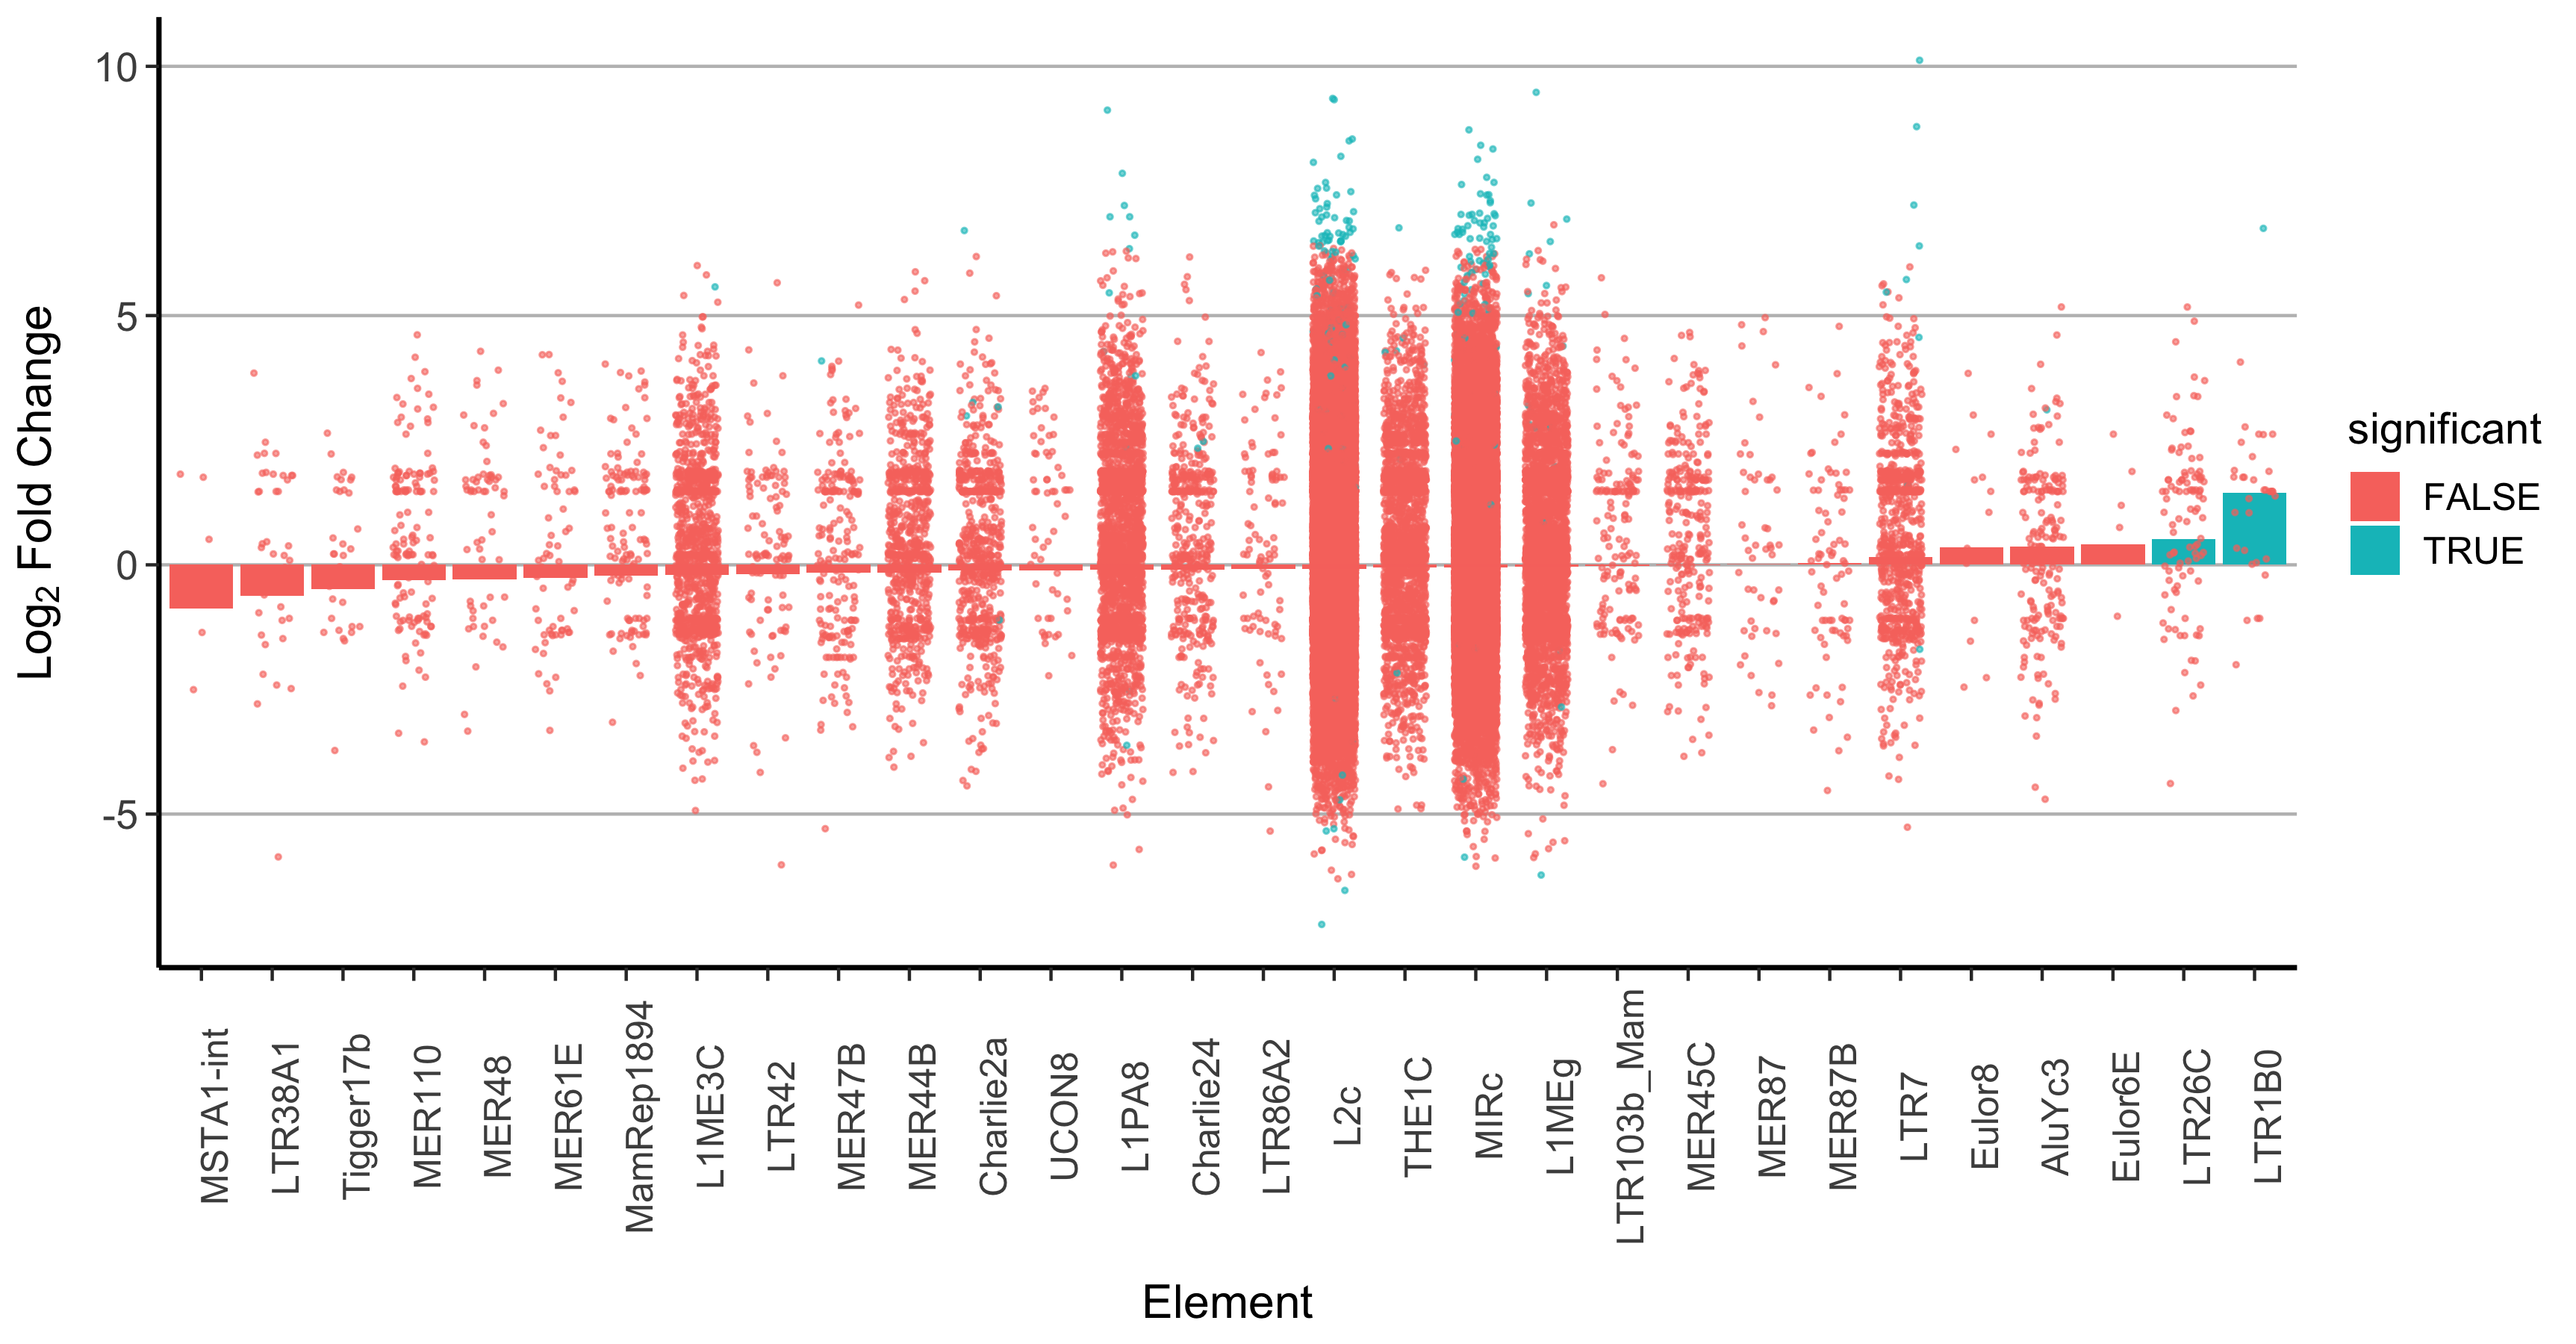 10
5
0
-5
Log₂ Fold Change
MSTA1-int
LTR38A1
Tigger17b
MER110
MER48
MER61E
MamRep1894
L1ME3C
LTR42
MER47B
MER44B
Charlie22a
UCON8
L1PA8
Charlie24
LTR86A2
L2c
THE1C
MIRc
L1MEg
LTR103b_Mam
MER45C
MER87
MER87B
LTR7
Eulor8
AluYc3
Eulor6E
LTR26C
LTR1B0
Element
significant
FALSE
TRUE